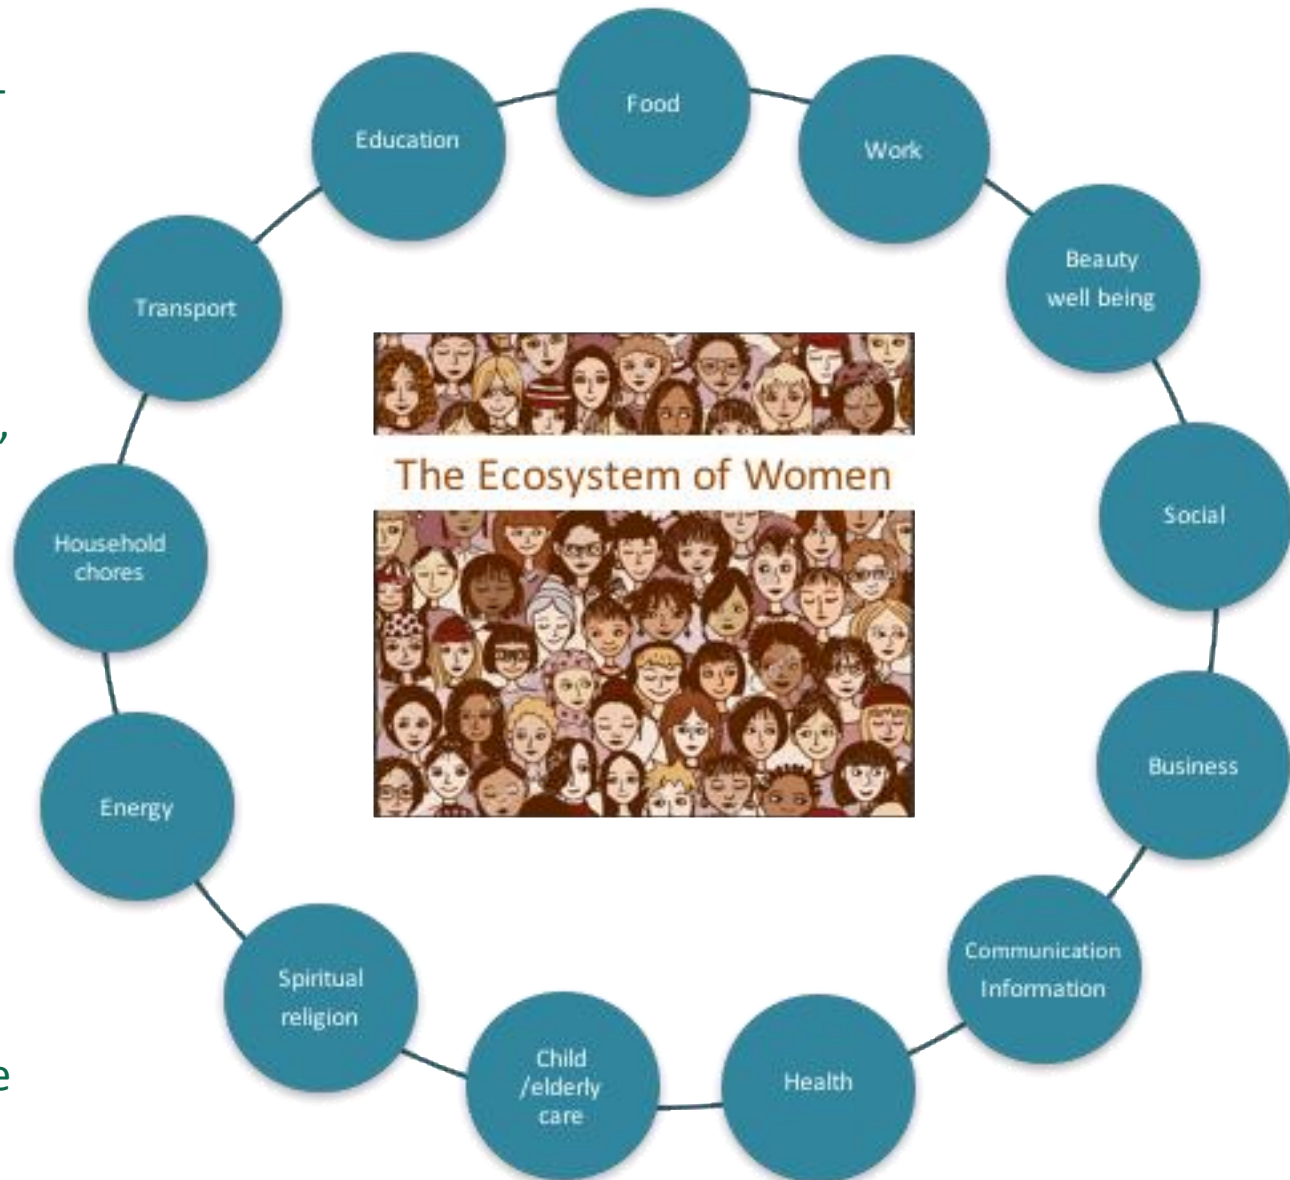 Food
Education
Work
Beauty
well being
Transport
The Ecosystem of Women
Social
Household
chores
Business
Energy
Communication
Information
Spiritual
religion
Child
/elderly
care
Health
,
e